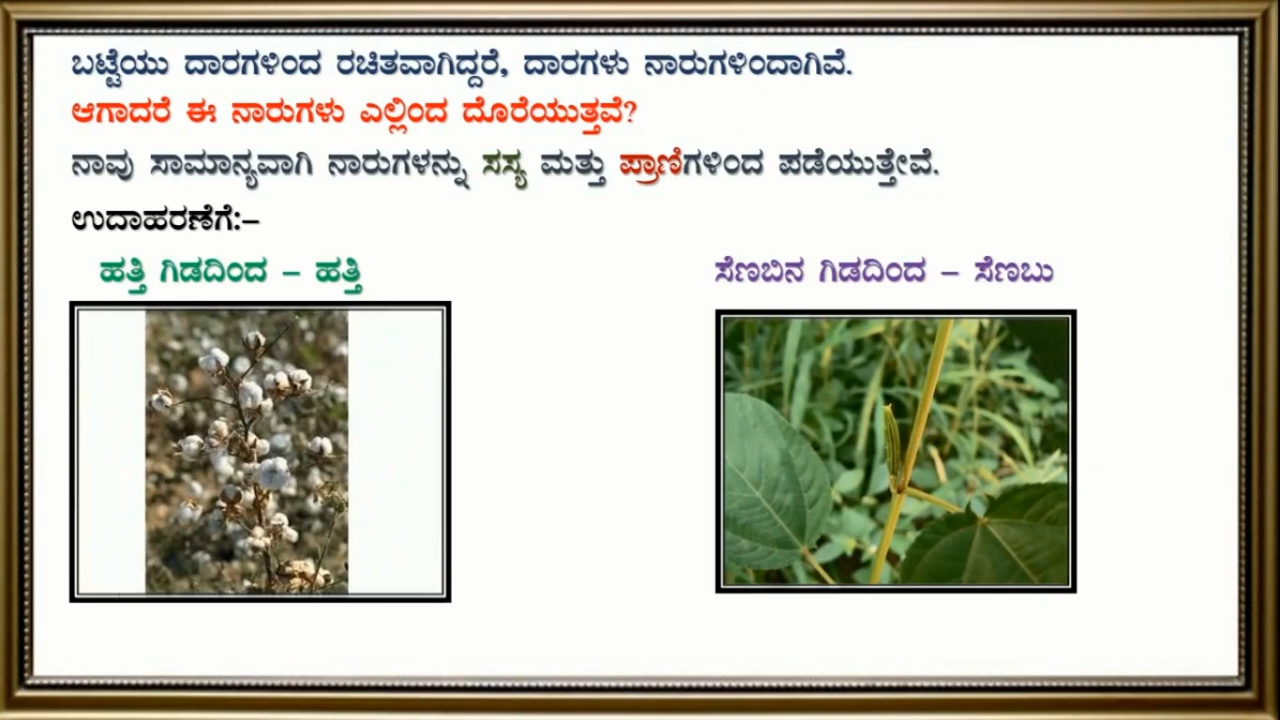 ಬಟ್ಟೆಯು ದಾರಗಳಿಂದ ರಚಿತವಾಗಿದ್ದರೆ, ದಾರಗಳು ನಾರುಗಳಿಂದಾಗಿವೆ.
ಆಗಾದರೆ ಈ ನಾರುಗಳು ಎಲ್ಲಿಂದ ದೊರೆಯುತ್ತವೆ?
ನಾವು ಸಾಮಾನ್ಯವಾಗಿ ನಾರುಗಳನ್ನು ಸಸ್ಯ ಮತ್ತು ಪ್ರಾಣಿಗಳಿಂದ ಪಡೆಯುತ್ತೇವೆ.
ಉದಾಹರಣೆಗೆ:–
ಹತ್ತಿ ಗಿಡದಿಂದ – ಹತ್ತಿ
ಸೆಣಬಿನ ಗಿಡದಿಂದ – ಸೆಣಬು